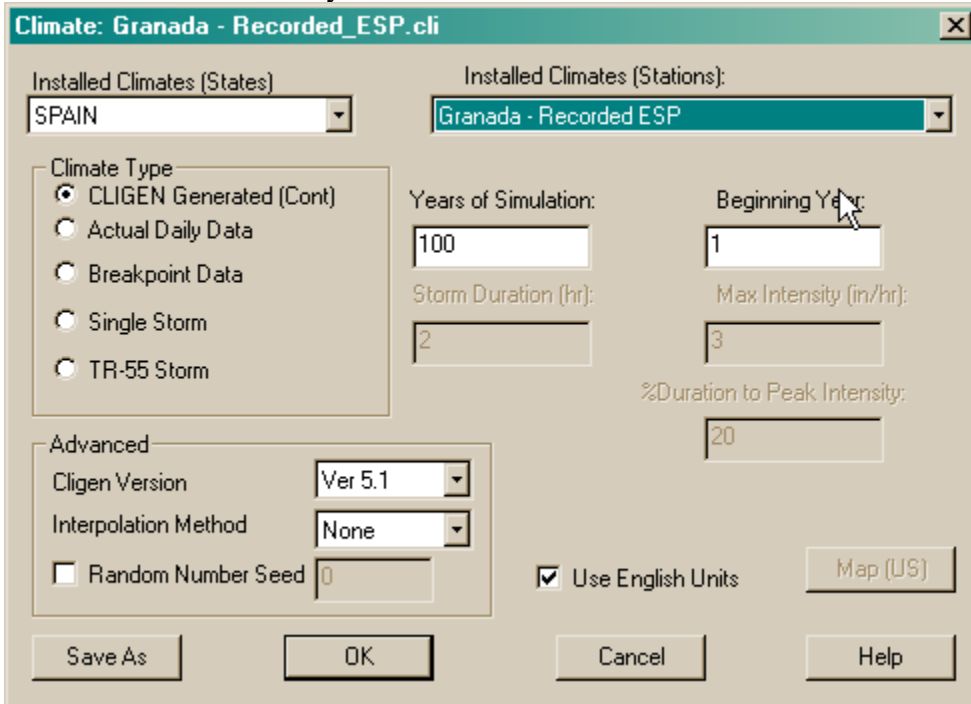 Climate: Granada - Recorded_ESP.cli
Installed Climates (States)
Installed Climates (Stations):
SPAIN
Granada - Recorded ESP
Climate Type
CLIGEN Generated (Cont)
Actual Daily Data
Breakpoint Data
Single Storm
TR-55 Storm
Years of Simulation:
Beginning Year:
100
1
Storm Duration (hr):
Max Intensity (in/hr):
2
3
%Duration to Peak Intensity:
20
Advanced
Cligen Version
Ver 5.1
Interpolation Method
None
Random Number Seed
0
Use English Units
Map (US)
Save As
OK
Cancel
Help